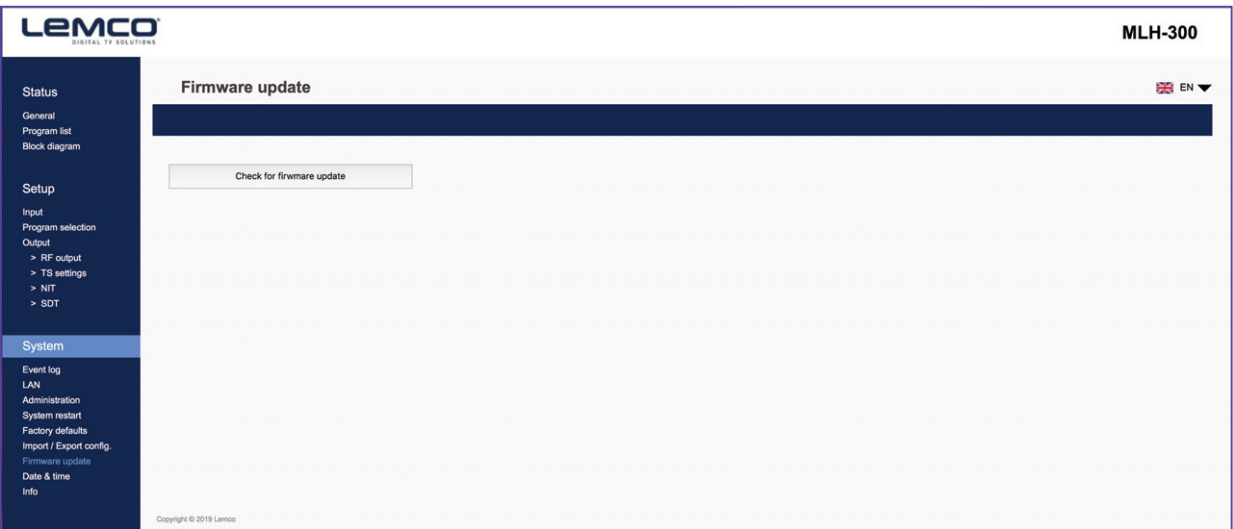 Lemco
DIGITAL TV SOLUTIONS
MLH-300
Status
General
Program list
Block diagram
Setup
Input
Program selection
Output
> RF output
> TS settings
> NIT
> SDT
System
Event log
LAN
Administration
System restart
Factory defaults
Import / Export config.
Firmware update
Date & time
Info
Firmware update
EN
Check for firwmare update
Copyright © 2019 Lemco